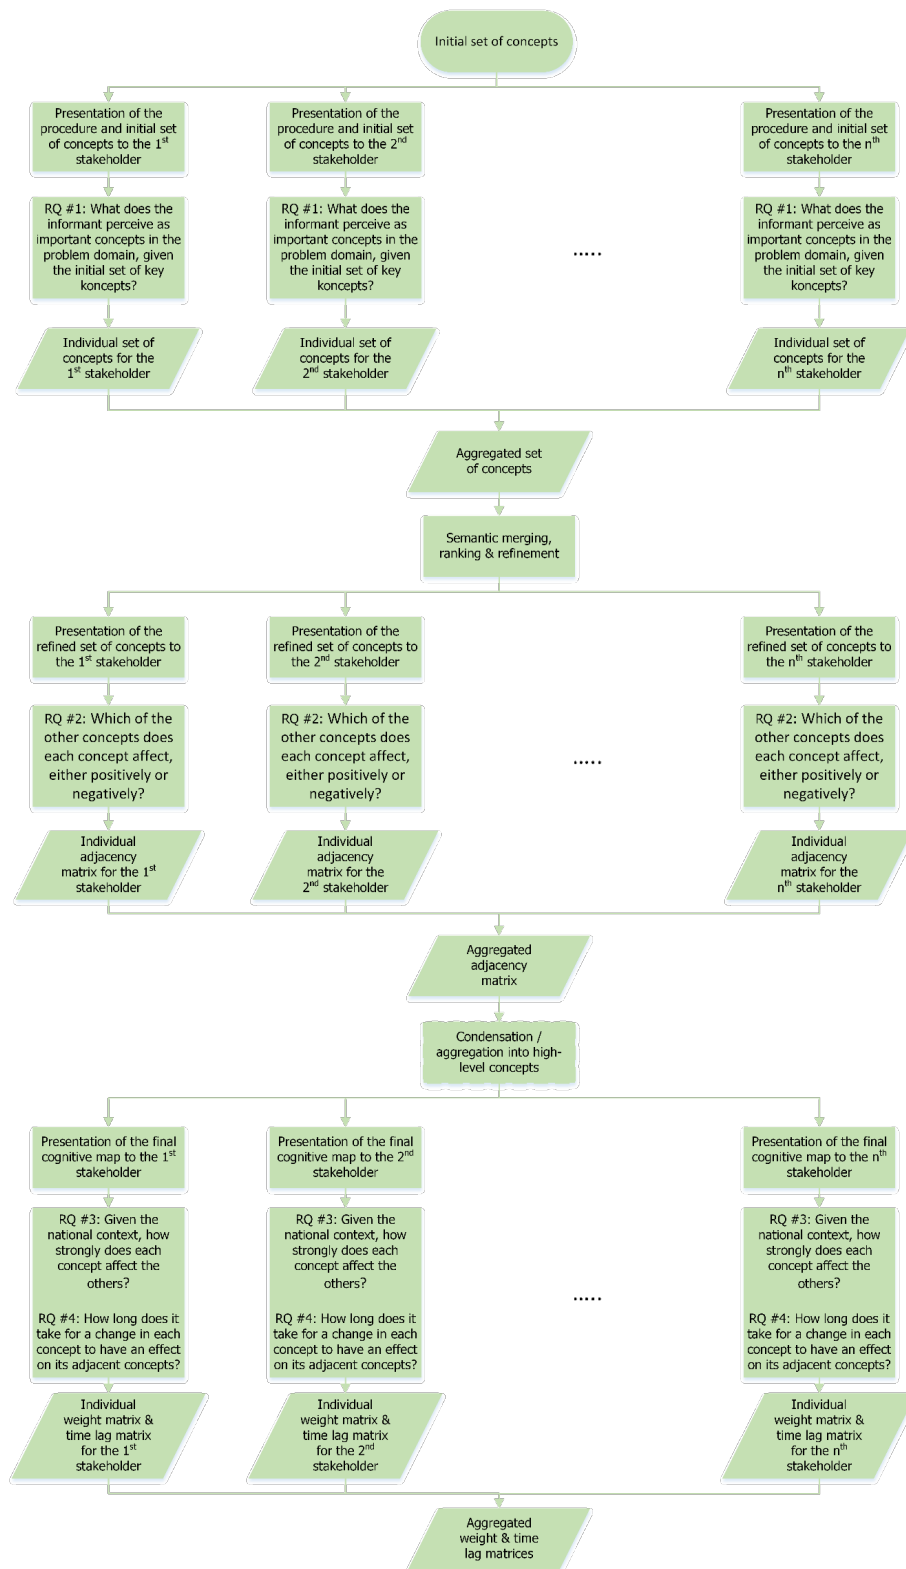 Initial set of concepts
Presentation of the
procedure and initial set
of concepts to the 1st
stakeholder
Presentation of the
procedure and initial set
of concepts to the 2nd
stakeholder
Presentation of the
procedure and initial set
of concepts to the nth
stakeholder
RQ #1: What does the
informant perceive as
important concepts in the
problem domain, given
the initial set of key
koncepts?
RQ #1: What does the
informant perceive as
important concepts in the
problem domain, given
the initial set of key
koncepts?
.....
RQ #1: What does the
informant perceive as
important concepts in the
problem domain, given
the initial set of key
koncepts?
Individual set of
concepts for the
1st stakeholder
Individual set of
concepts for the
2nd stakeholder
Individual set of
concepts for the
nth stakeholder
Aggregated set
of concepts
Semantic merging,
ranking & refinement
Presentation of the
refined set of concepts to
the 1st stakeholder
Presentation of the
refined set of concepts to
the 2nd stakeholder
Presentation of the
refined set of concepts to
the nth stakeholder
RQ #2: Which of the
other concepts does
each concept affect,
either positively or
negatively?
RQ #2: Which of the
other concepts does
each concept affect,
either positively or
negatively?
.....
RQ #2: Which of the
other concepts does
each concept affect,
either positively or
negatively?
Individual
adjacency
matrix for the 1st
stakeholder
Individual
adjacency
matrix for the
2nd stakeholder
Individual
adjacency
matrix for the
nth stakeholder
Aggregated
adjacency
matrix
Condensation /
aggregation into high-
level concepts
Presentation of the final
cognitive map to the 1st
stakeholder
Presentation of the final
cognitive map to the 2nd
stakeholder
Presentation of the final
cognitive map to the nth
stakeholder
RQ #3: Given the
national context, how
strongly does each
concept affect the
others?
RQ #4: How long does it
take for a change in each
concept to have an effect
on its adjacent concepts?
RQ #3: Given the
national context, how
strongly does each
concept affect the
others?
RQ #4: How long does it
take for a change in each
concept to have an effect
on its adjacent concepts?
.....
RQ #3: Given the
national context, how
strongly does each
concept affect the
others?
RQ #4: How long does it
take for a change in each
concept to have an effect
on its adjacent concepts?
Individual
weight matrix &
time lag matrix
for the 1st
stakeholder
Individual
weight matrix &
time lag matrix
for the 2nd
stakeholder
Individual
weight matrix &
time lag matrix
for the nth
stakeholder
Aggregated
weight & time
lag matrices